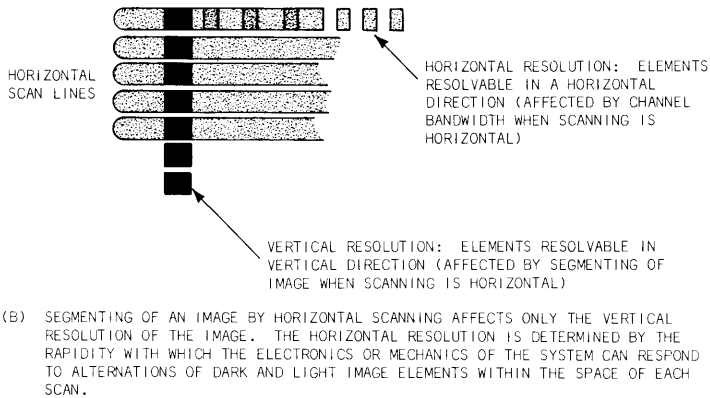 HORIZONTAL RESOLUTION: ELEMENTS
RESOLVABLE IN A HORIZONTAL
DIRECTION (AFFECTED BY CHANNEL
BANDWIDTH WHEN SCANNING IS
HORIZONTAL)
HORIZONTAL
SCAN LINES
VERTICAL RESOLUTION: ELEMENTS RESOLVABLE IN
VERTICAL DIRECTION (AFFECTED BY SEGMENTING OF
IMAGE WHEN SCANNING IS HORIZONTAL)
(B) SEGMENTING OF AN IMAGE BY HORIZONTAL SCANNING AFFECTS ONLY THE VERTICAL
RESOLUTION OF THE IMAGE. THE HORIZONTAL RESOLUTION IS DETERMINED BY THE
RAPIDITY WITH WHICH THE ELECTRONICS OR MECHANICS OF THE SYSTEM CAN RESPOND
TO ALTERNATIONS OF DARK AND LIGHT IMAGE ELEMENTS WITHIN THE SPACE OF EACH
SCAN.